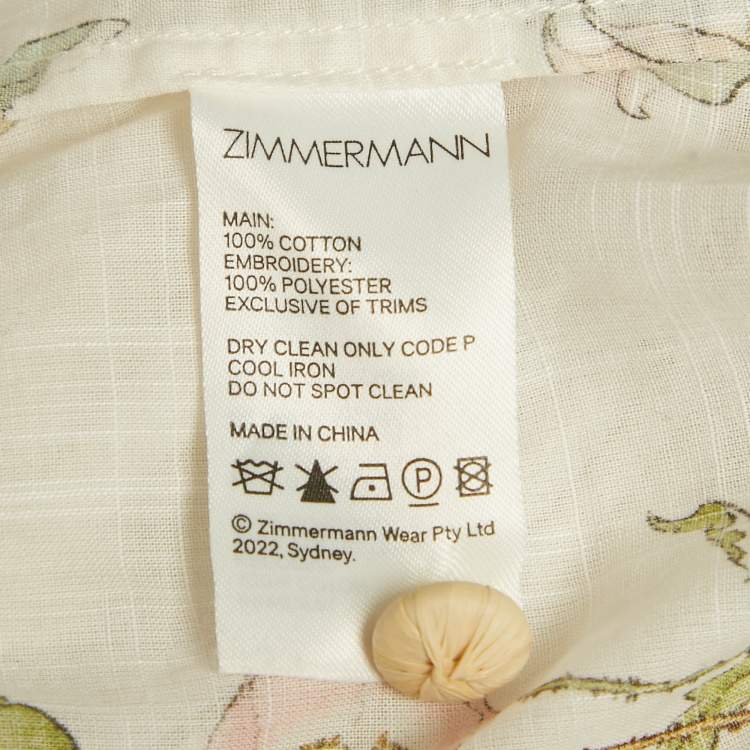 ZIMMERMANN
MAIN:
100% COTTON
EMBROIDERY:
100% POLYESTER
EXCLUSIVE OF TRIMS
DRY CLEAN ONLY CODE P
COOL IRON
DO NOT SPOT CLEAN
MADE IN CHINA
P
© Zimmermann Wear Pty Ltd
2022, Sydney.